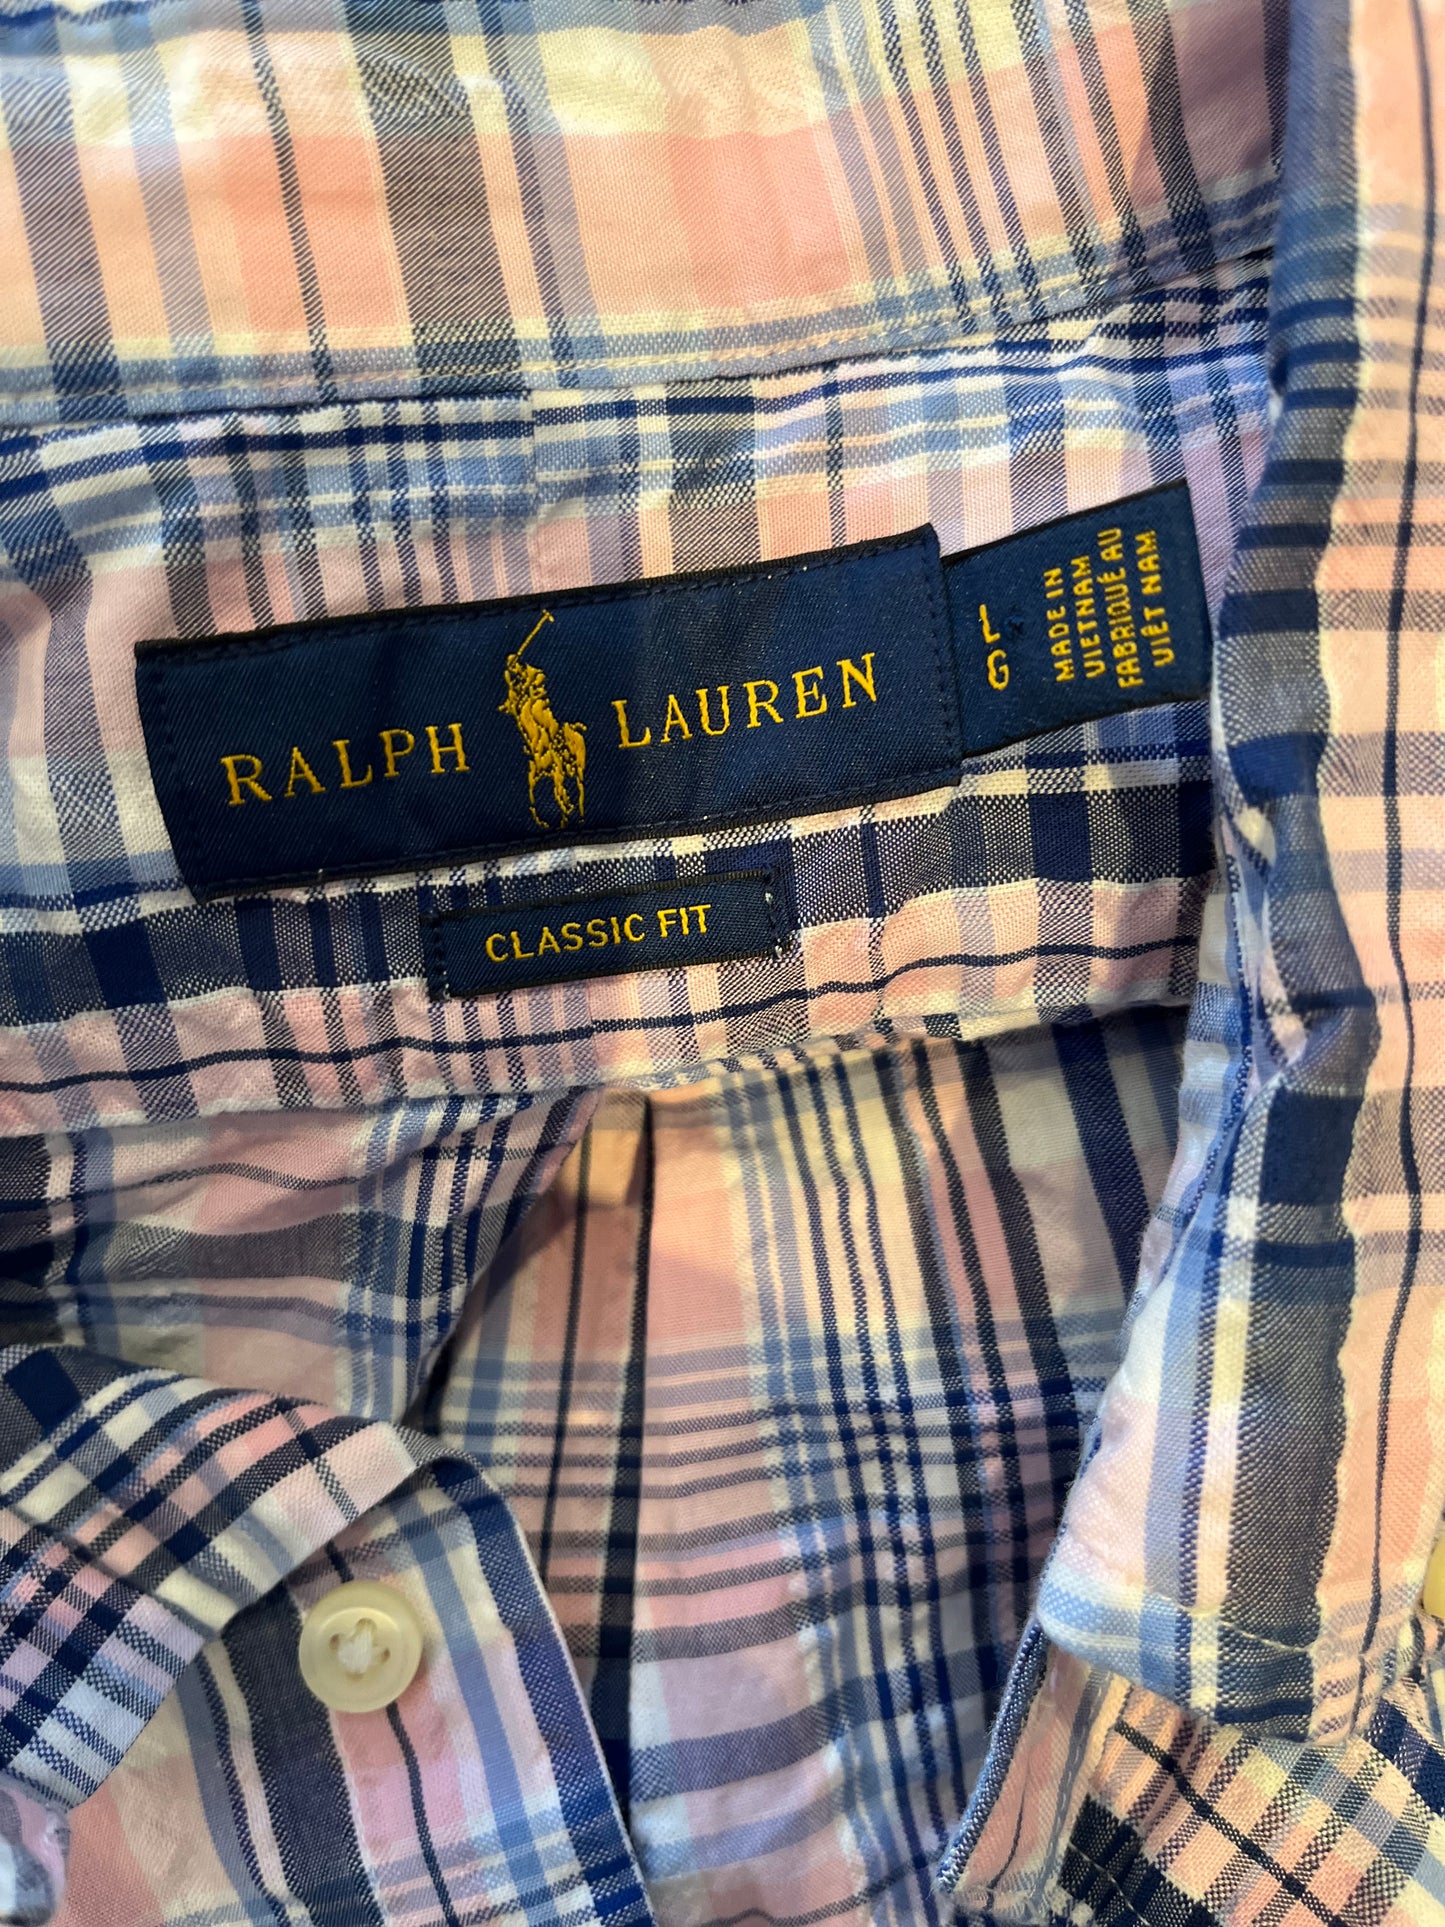 RALPH LAUREN
L
G
MADE IN
VIETNAM
FABRIQUÉ AU
VIÊT NAM
CLASSIC FIT